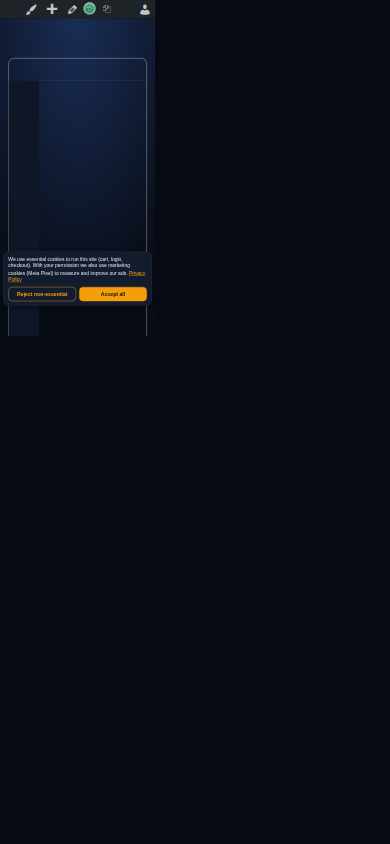 We use essential cookies to run this site (cart, login,
checkout). With your permission we also use marketing
cookies (Meta Pixel) to measure and improve our ads. Privacy
Policy
Reject non-essential
Accept all